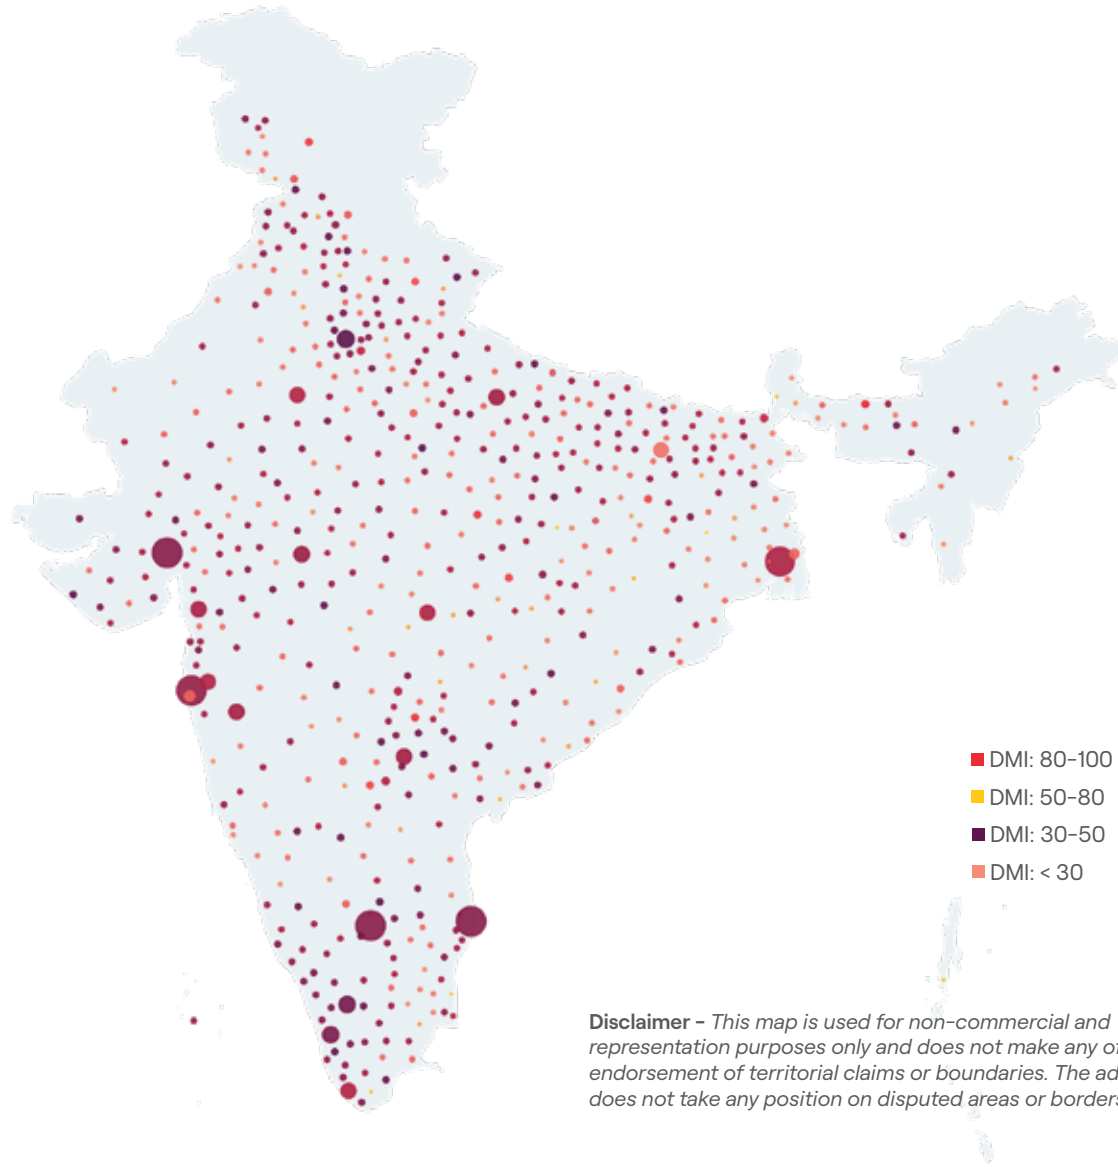 DMI: 80-100
DMI: 50-80
DMI: 30-50
DMI: < 30
Disclaimer - This map is used for non-commercial and
representation purposes only and does not make any of
endorsement of territorial claims or boundaries. The ad
does not take any position on disputed areas or borders